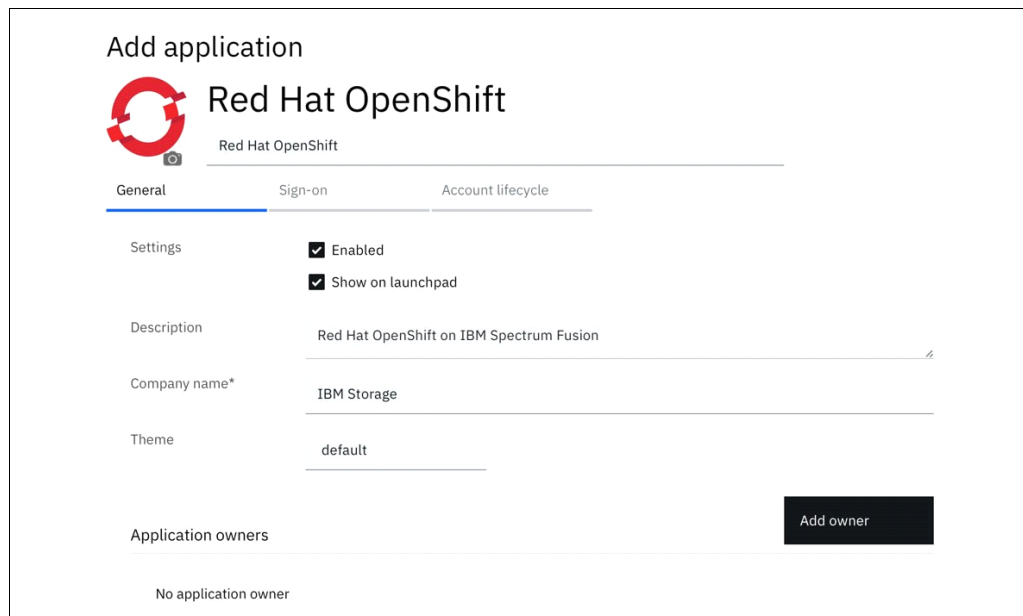 Add application
Red Hat OpenShift
Red Hat OpenShift
General Sign-on Account lifecycle
Settings Enabled
Show on launchpad
Description Red Hat OpenShift on IBM Spectrum Fusion
Company name* IBM Storage
Theme default
Add owner
Application owners
No application owner